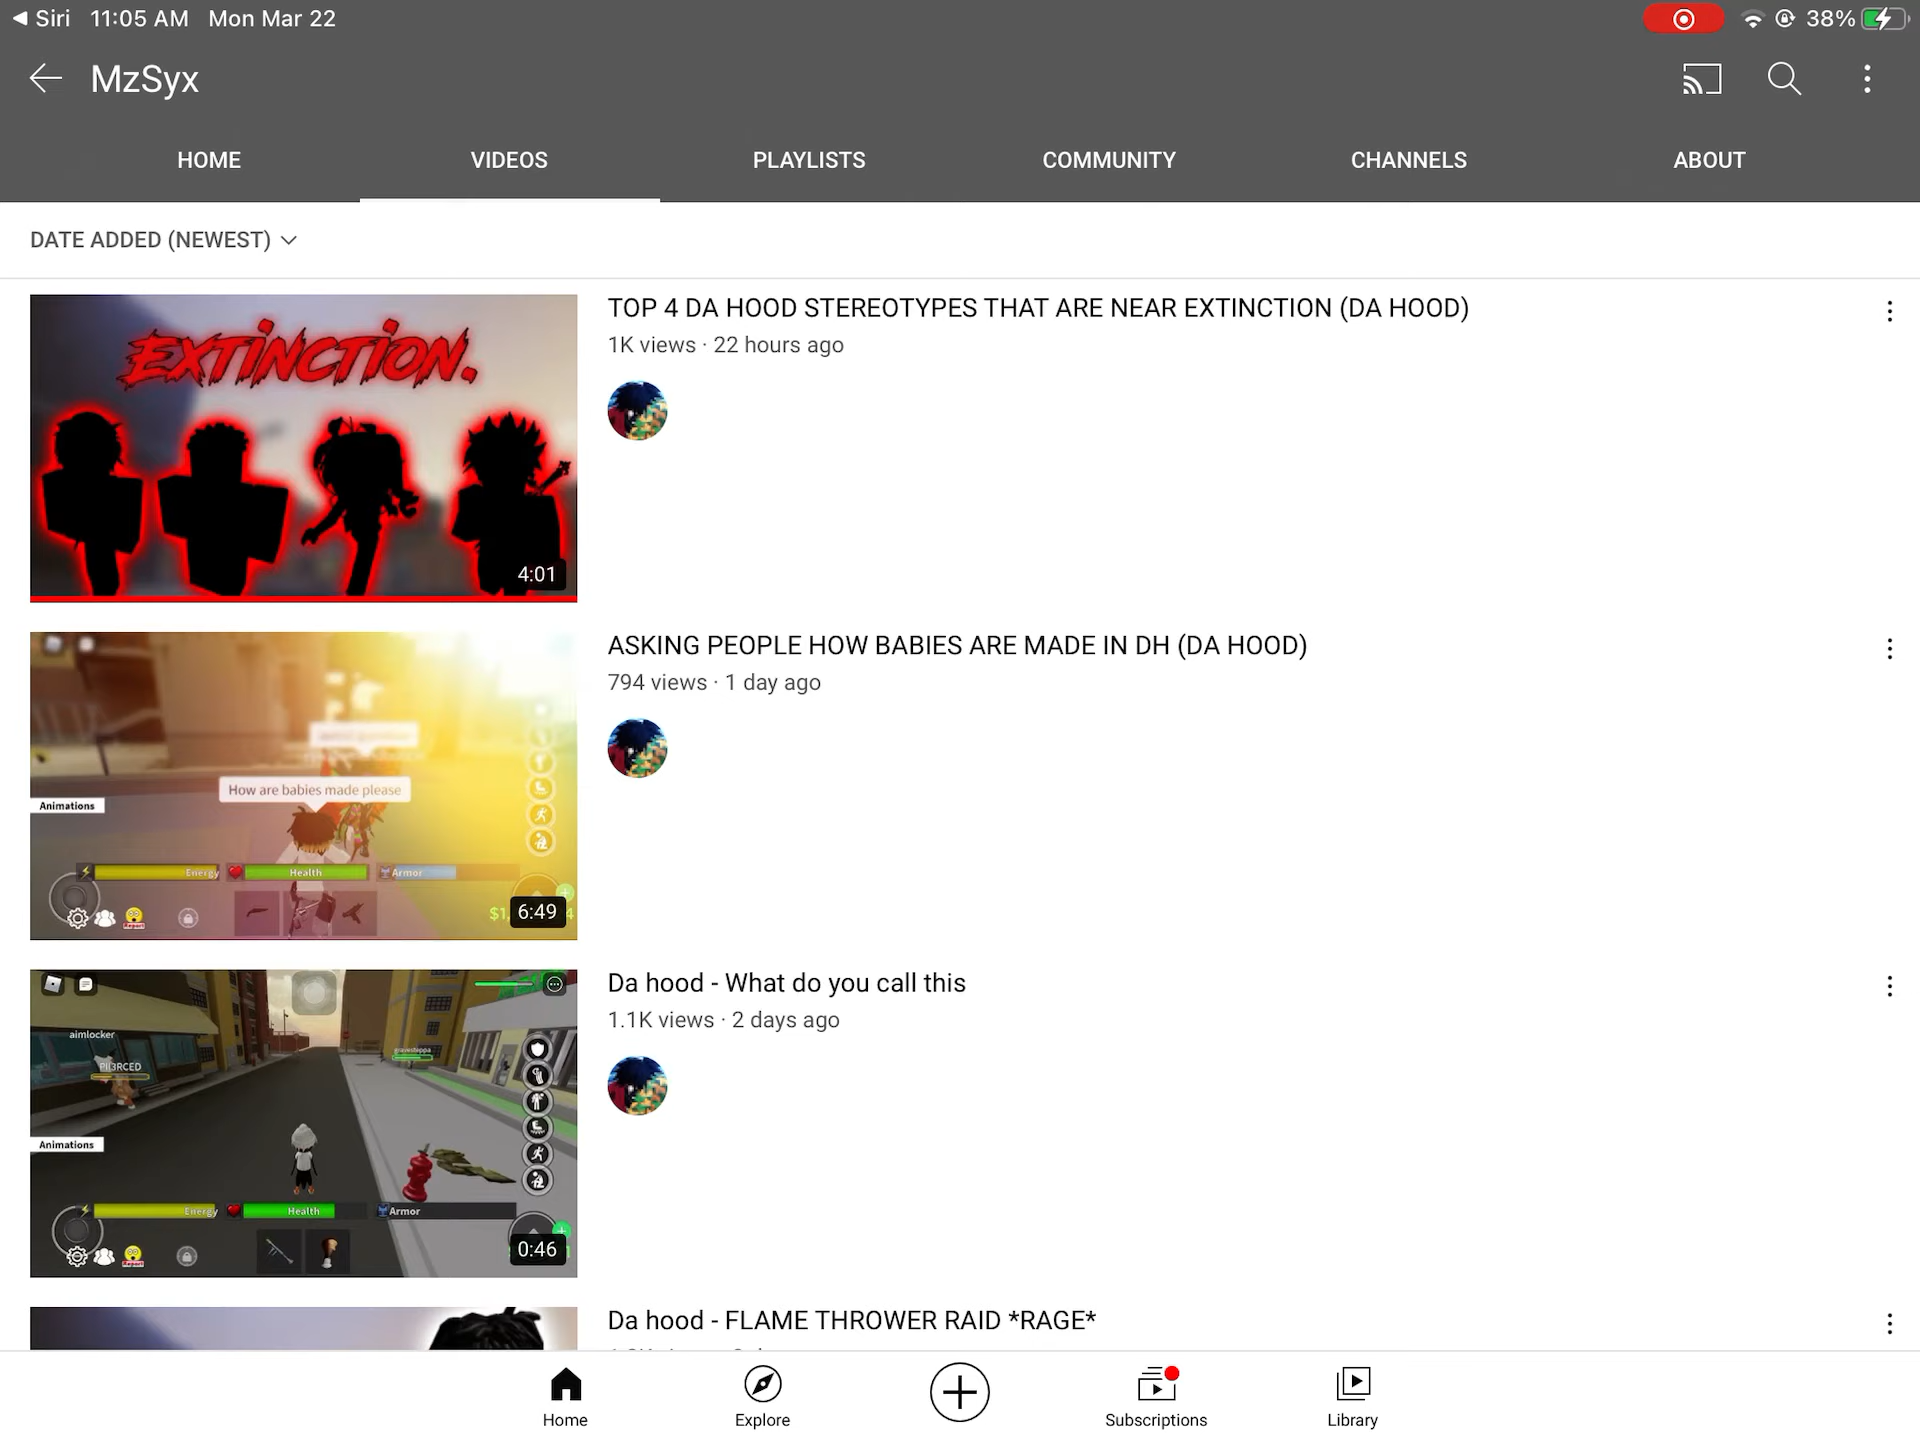 Siri 11:05 AM Mon Mar 22 38%
MzSyx
HOME VIDEOS PLAYLISTS COMMUNITY CHANNELS ABOUT
DATE ADDED (NEWEST)
EXTINCTION.
4:01
TOP 4 DA HOOD STEREOTYPES THAT ARE NEAR EXTINCTION (DA HOOD)
1K views · 22 hours ago
How are babies made please
Animations
Energy Health Armor
$1, 4
6:49
ASKING PEOPLE HOW BABIES ARE MADE IN DH (DA HOOD)
794 views · 1 day ago
aimlocker
PII3RCED
Animations
Energy Health Armor
0:46
Da hood - What do you call this
1.1K views · 2 days ago
Da hood - FLAME THROWER RAID *RAGE*
Home Explore Subscriptions Library